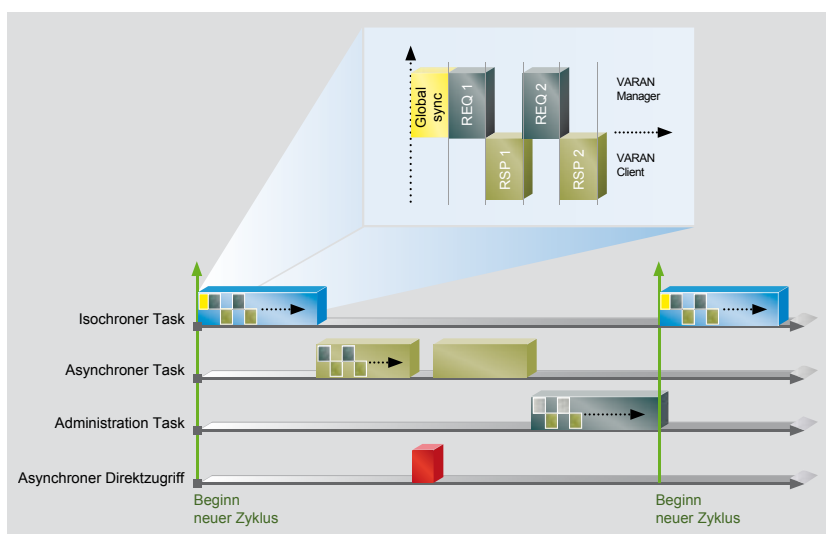 Global
sync
REQ 1
RSP 1
REQ 2
RSP 2
VARAN
Manager
VARAN
Client
Isochroner Task
Asynchroner Task
Administration Task
Asynchroner Direktzugriff
Beginn
neuer Zyklus
Beginn
neuer Zyklus